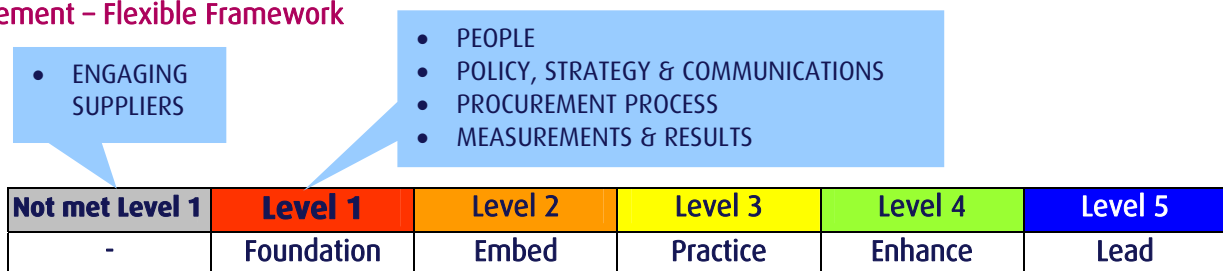 – Flexible Framework
• ENGAGING
SUPPLIERS
• PEOPLE
• POLICY, STRATEGY & COMMUNICATIONS
• PROCUREMENT PROCESS
• MEASUREMENTS & RESULTS
Not met Level 1 Level 1 Level 2 Level 3 Level 4 Level 5
- Foundation Embed Practice Enhance Lead